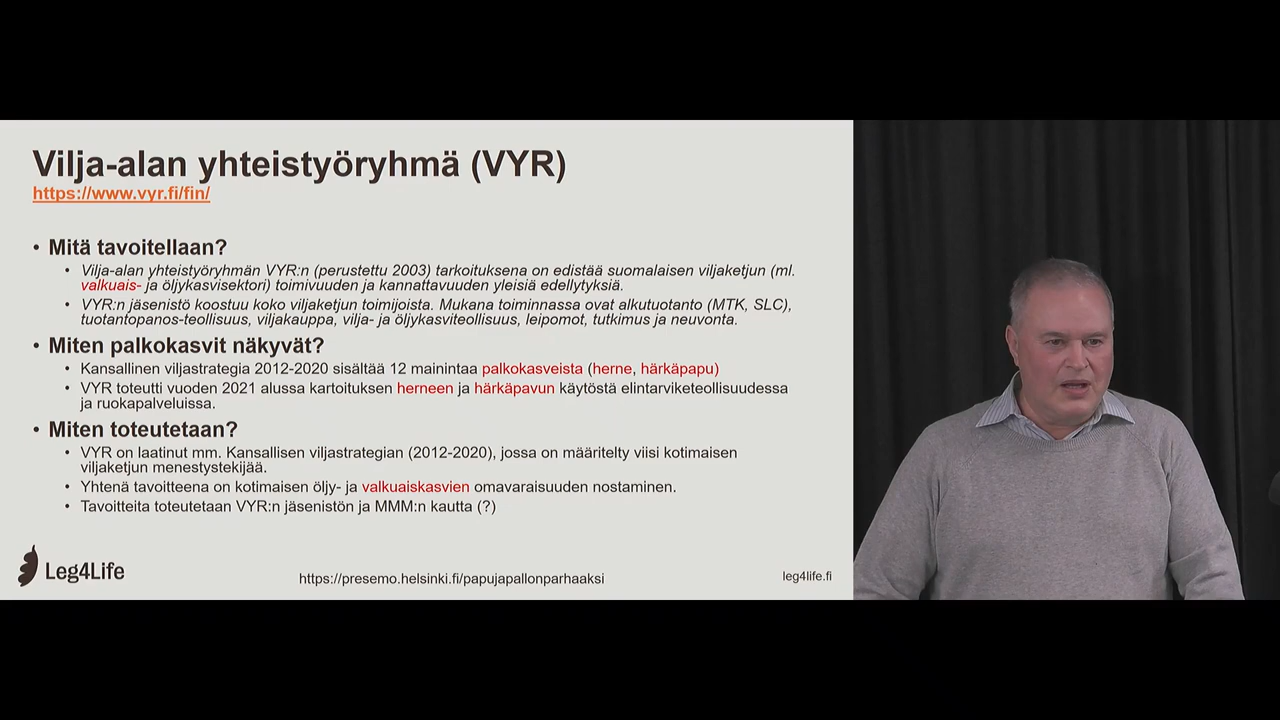 Vilja-alan yhteistyöryhmä (VYR)
https://www.vyr.fi/fin/
• Mitä tavoitellaan?
• Vilja-alan yhteistyöryhmän VYR:n (perustettu 2003) tarkoituksena on edistää suomalaisen viljaketjun (ml.
valkuais- ja öljykasvisektori) toimivuuden ja kannattavuuden yleisiä edellytyksiä.
• VYR:n jäsenistö koostuu koko viljaketjun toimijoista. Mukana toiminnassa ovat alkutuotanto (MTK, SLC),
tuotantopanos-teollisuus, viljakauppa, vilja- ja öljykasviteollisuus, leipomot, tutkimus ja neuvonta.
• Miten palkokasvit näkyvät?
• Kansallinen viljastrategia 2012-2020 sisältää 12 mainintaa palkokasveista (herne, härkäpapu)
• VYR toteutti vuoden 2021 alussa kartoituksen herneen ja härkäpavun käytöstä elintarviketeollisuudessa
ja ruokapalveluissa.
• Miten toteutetaan?
• VYR on laatinut mm. Kansallisen viljastrategian (2012-2020), jossa on määritelty viisi kotimaisen
viljaketjun menestystekijää.
• Yhtenä tavoitteena on kotimaisen öljy- ja valkuaiskasvien omavaraisuuden nostaminen.
• Tavoitteita toteutetaan VYR:n jäsenistön ja MMM:n kautta (?)
Leg4Life
https://presemo.helsinki.fi/papujapallonparhaaksi
leg4life.fi